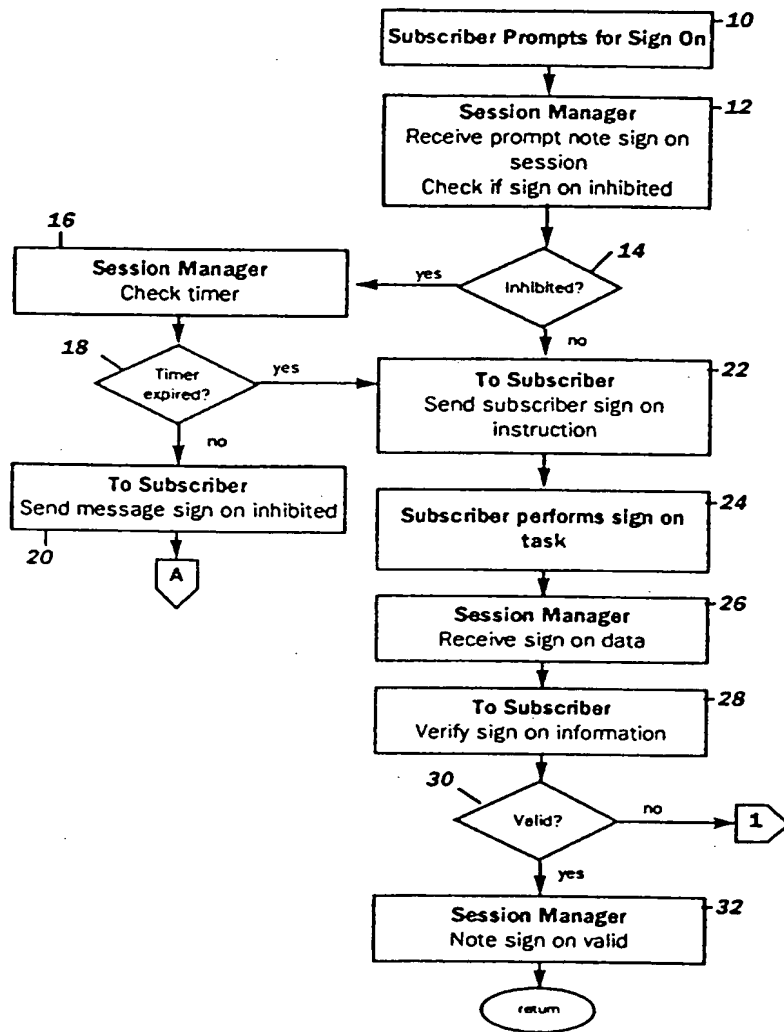 10
Subscriber Prompts for Sign On
12
Session Manager
Receive prompt note sign on
session
Check if sign on inhibited
14
Inhibited?
yes
no
16
Session Manager
Check timer
18
Timer
expired?
yes
no
20
To Subscriber
Send message sign on inhibited
A
22
To Subscriber
Send subscriber sign on
instruction
24
Subscriber performs sign on
task
26
Session Manager
Receive sign on data
28
To Subscriber
Verify sign on information
30
Valid?
no
1
yes
32
Session Manager
Note sign on valid
return